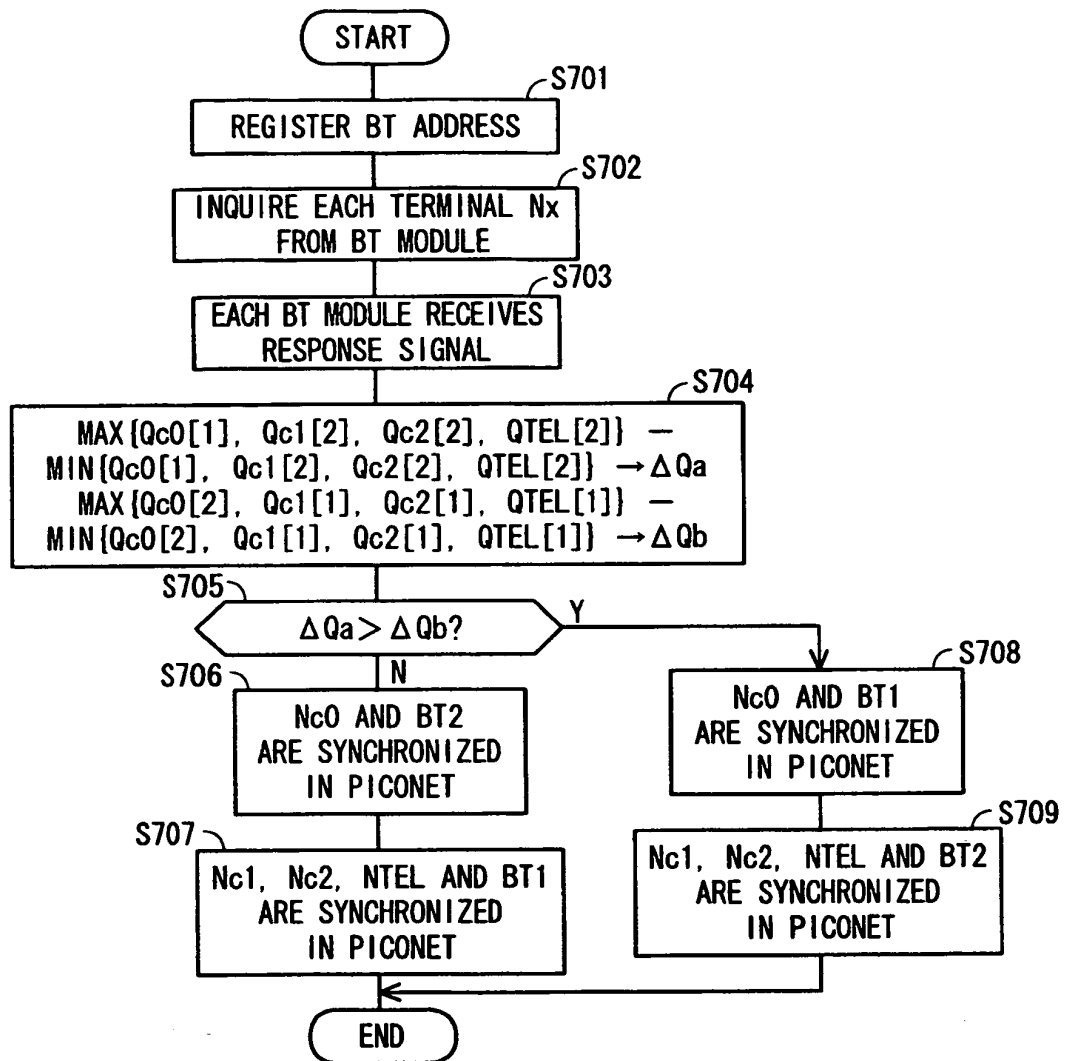 START
S701
REGISTER BT ADDRESS
S702
INQUIRE EACH TERMINAL Nx
FROM BT MODULE
S703
EACH BT MODULE RECEIVES
RESPONSE SIGNAL
S704
MAX{Qc0[1], Qc1[2], Qc2[2], QTEL[2]} −
MIN{Qc0[1], Qc1[2], Qc2[2], QTEL[2]} → ΔQa
MAX{Qc0[2], Qc1[1], Qc2[1], QTEL[1]} −
MIN{Qc0[2], Qc1[1], Qc2[1], QTEL[1]} → ΔQb
S705
ΔQa > ΔQb?
Y
N
S706
Nc0 AND BT2
ARE SYNCHRONIZED
IN PICONET
S708
Nc0 AND BT1
ARE SYNCHRONIZED
IN PICONET
S707
Nc1, Nc2, NTEL AND BT1
ARE SYNCHRONIZED
IN PICONET
S709
Nc1, Nc2, NTEL AND BT2
ARE SYNCHRONIZED
IN PICONET
END